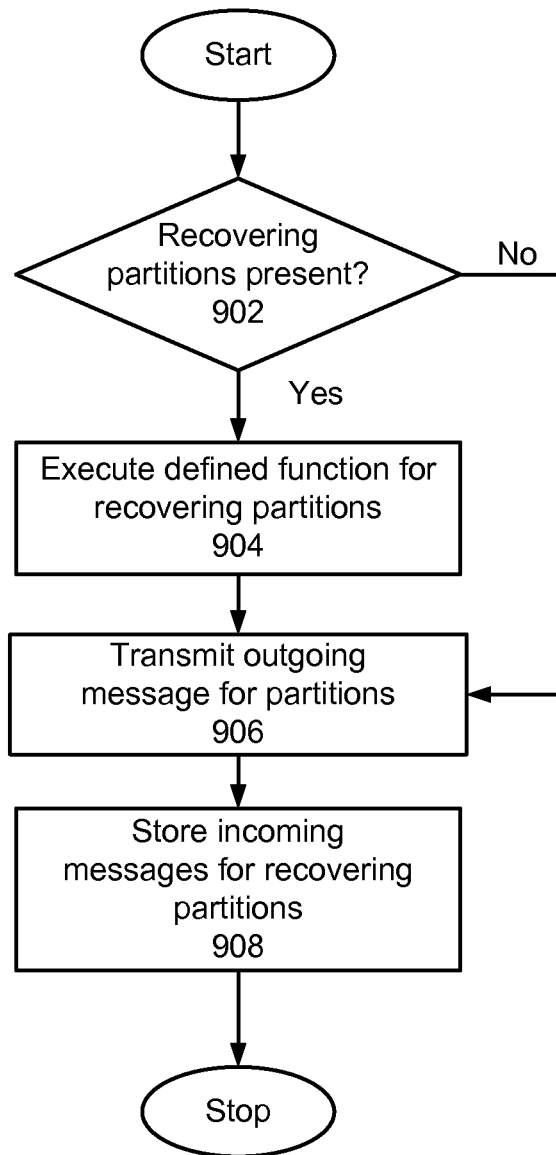 Start
Recovering
partitions present?
902
No
Yes
Execute defined function for
recovering partitions
904
Transmit outgoing
message for partitions
906
Store incoming
messages for recovering
partitions
908
Stop